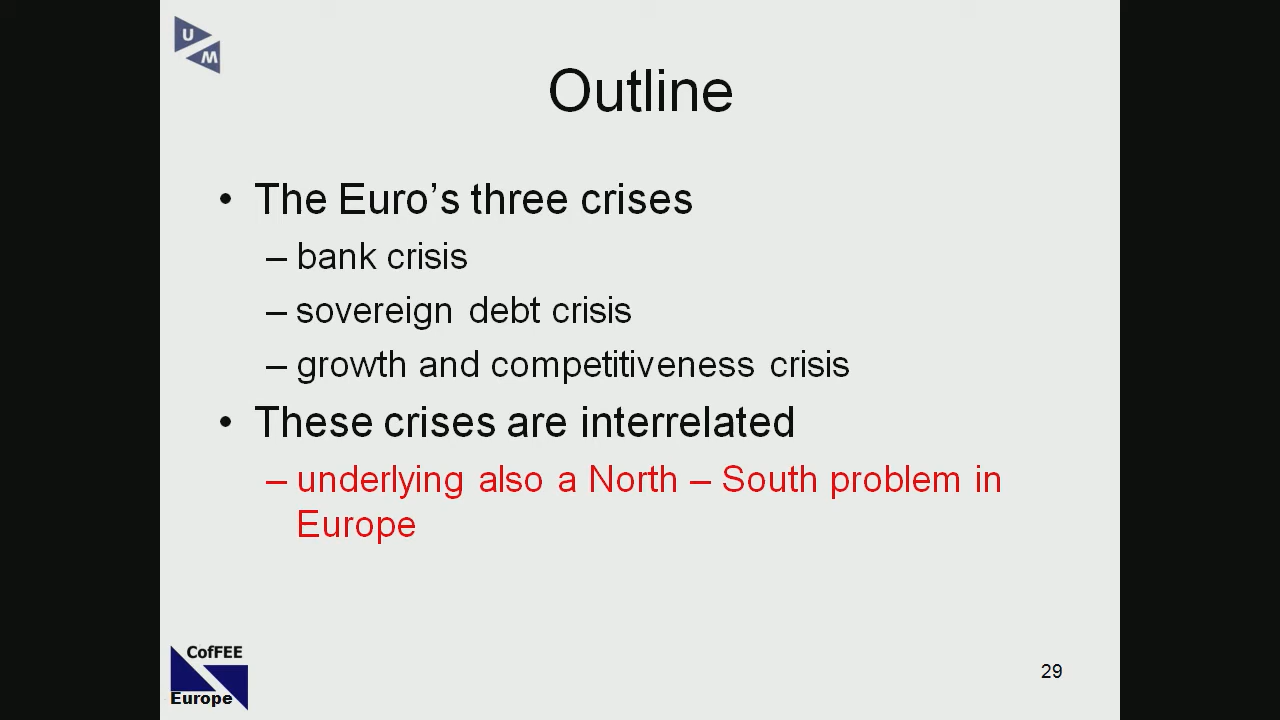 U
M
Outline
• The Euro’s three crises
– bank crisis
– sovereign debt crisis
– growth and competitiveness crisis
• These crises are interrelated
– underlying also a North – South problem in
Europe
CofFEE
Europe
29